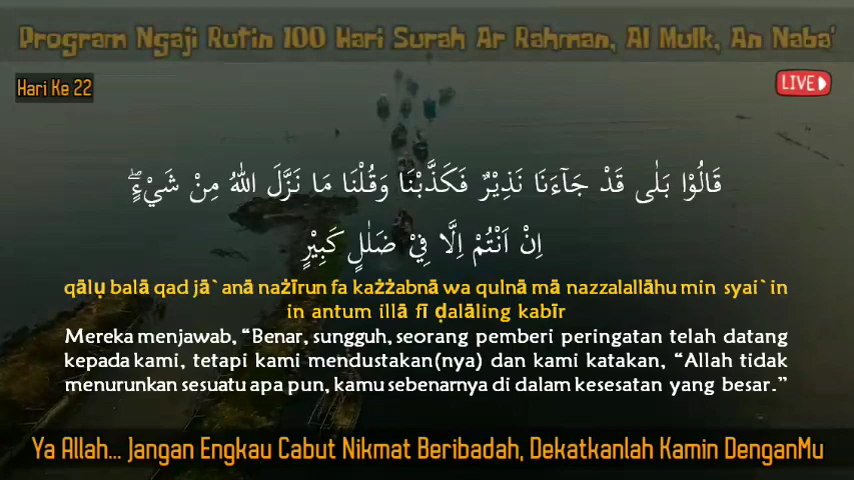 Program Ngaji Rutin 100 Hari Surah Ar Rahman, Al Mulk, An Naba'
Hari Ke 22
LIVE
قَالُوْا بَلٰى قَدْ جَاۤءَنَا نَذِيْرٌ فَكَذَّبْنَا وَقُلْنَا مَا نَزَّلَ اللّٰهُ مِنْ شَيْءٍۖ
اِنْ اَنْتُمْ اِلَّا فِيْ ضَلٰلٍ كَبِيْرٍ
qālụ balā qad jā`anā nażīrun fa każżabnā wa qulnā mā nazzalallāhu min syai`in
in antum illā fī ḍalāling kabīr
Mereka menjawab, “Benar, sungguh, seorang pemberi peringatan telah datang
kepada kami, tetapi kami mendustakan(nya) dan kami katakan, “Allah tidak
menurunkan sesuatu apa pun, kamu sebenarnya di dalam kesesatan yang besar.”
Ya Allah... Jangan Engkau Cabut Nikmat Beribadah, Dekatkanlah Kamin DenganMu